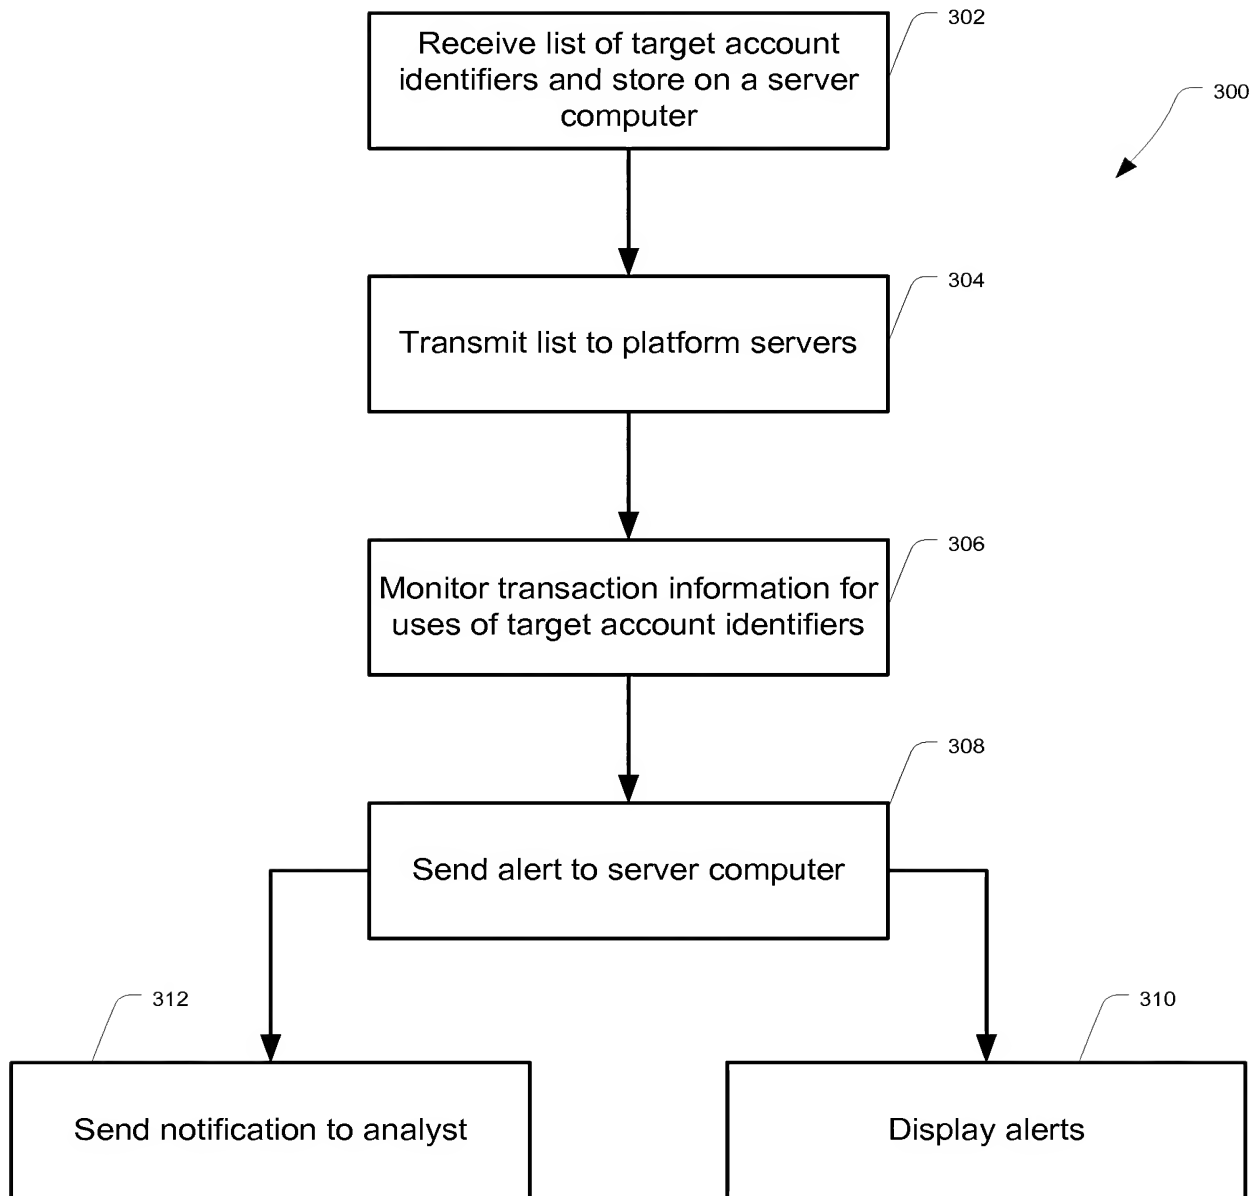 302
Receive list of target account
identifiers and store on a server
computer
300
304
Transmit list to platform servers
306
Monitor transaction information for
uses of target account identifiers
308
Send alert to server computer
312
310
Send notification to analyst
Display alerts